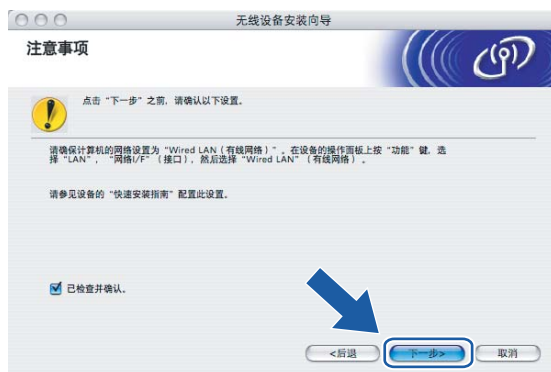 无线设备安装向导
注意事项
点击 “下一步” 之前，请确认以下设置。
请确保计算机的网络设置为 “Wired LAN（有线网络）”。在设备的操作面板上按 “功能” 键，选
择 “LAN”， “网络I/F” （接口），然后选择 “Wired LAN” （有线网络）。
请参见设备的 “快速安装指南” 配置此设置。
已检查并确认。
<后退
下一步>
取消